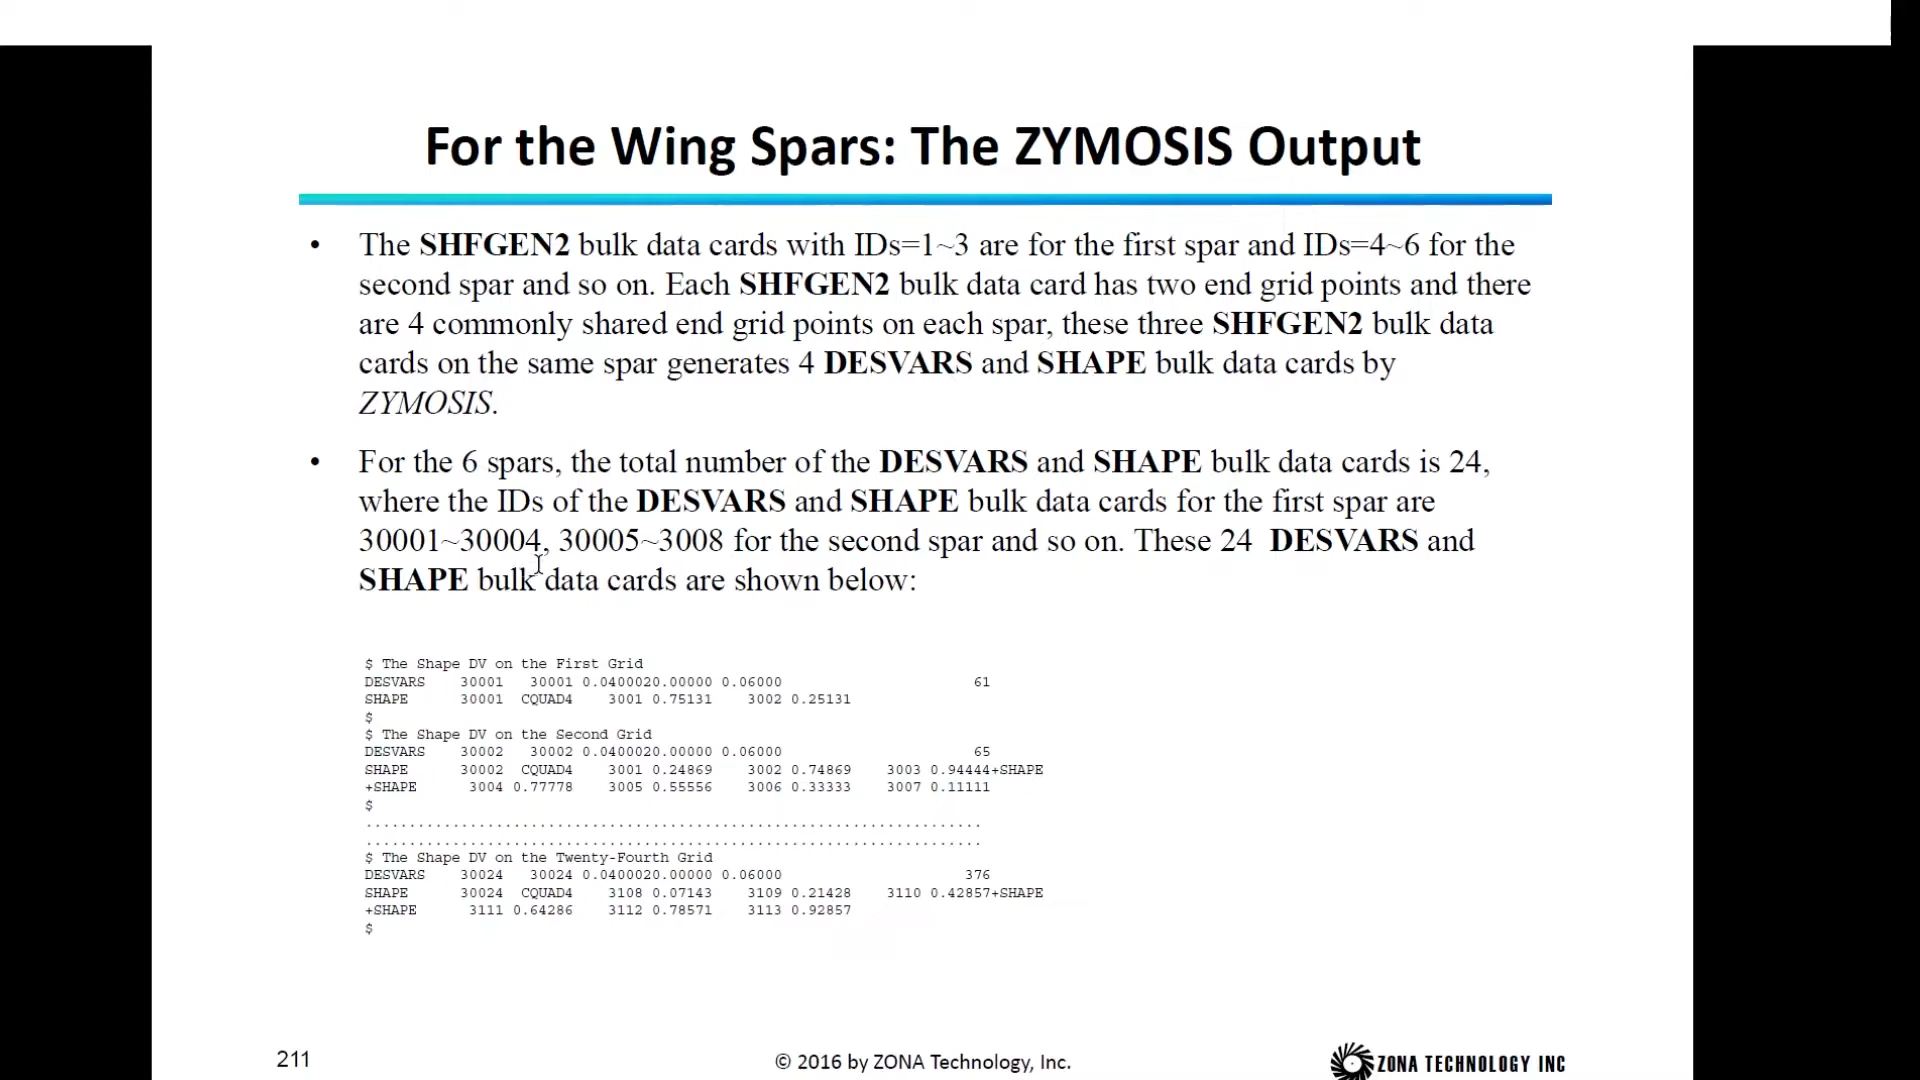 For the Wing Spars: The ZYMOSIS Output
• The SHFGEN2 bulk data cards with IDs=1~3 are for the first spar and IDs=4~6 for the
second spar and so on. Each SHFGEN2 bulk data card has two end grid points and there
are 4 commonly shared end grid points on each spar, these three SHFGEN2 bulk data
cards on the same spar generates 4 DESVARS and SHAPE bulk data cards by
ZYMOSIS.
• For the 6 spars, the total number of the DESVARS and SHAPE bulk data cards is 24,
where the IDs of the DESVARS and SHAPE bulk data cards for the first spar are
30001~30004, 30005~3008 for the second spar and so on. These 24 DESVARS and
SHAPE bulk data cards are shown below:
$ The Shape DV on the First Grid
DESVARS 30001 30001 0.0400020.00000 0.06000 61
SHAPE 30001 CQUAD4 3001 0.75131 3002 0.25131
$
$ The Shape DV on the Second Grid
DESVARS 30002 30002 0.0400020.00000 0.06000 65
SHAPE 30002 CQUAD4 3001 0.24869 3002 0.74869 3003 0.94444+SHAPE
+SHAPE 3004 0.77778 3005 0.55556 3006 0.33333 3007 0.11111
$
.......................................................................
.......................................................................
$ The Shape DV on the Twenty-Fourth Grid
DESVARS 30024 30024 0.0400020.00000 0.06000 376
SHAPE 30024 CQUAD4 3108 0.07143 3109 0.21428 3110 0.42857+SHAPE
+SHAPE 3111 0.64286 3112 0.78571 3113 0.92857
$
211
© 2016 by ZONA Technology, Inc.
ZONA TECHNOLOGY INC